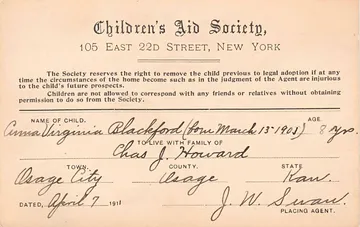 Children's Aid Society,
105 EAST 22D STREET, NEW YORK
The Society reserves the right to remove the child previous to legal adoption if at any
time the circumstances of the home become such as in the judgment of the Agent are injurious
to the child's future prospects.
Children are not allowed to correspond with any friends or relatives without obtaining
permission to do so from the Society.
NAME OF CHILD. AGE
Anna Virginia Blackford (born March 13-1903) 8 yrs.
TO LIVE WITH FAMILY OF
Chas J. Howard
TOWN. COUNTY. STATE
Osage City Osage Kan.
DATED, April 7 1911 J. W. Swan.
PLACING AGENT.